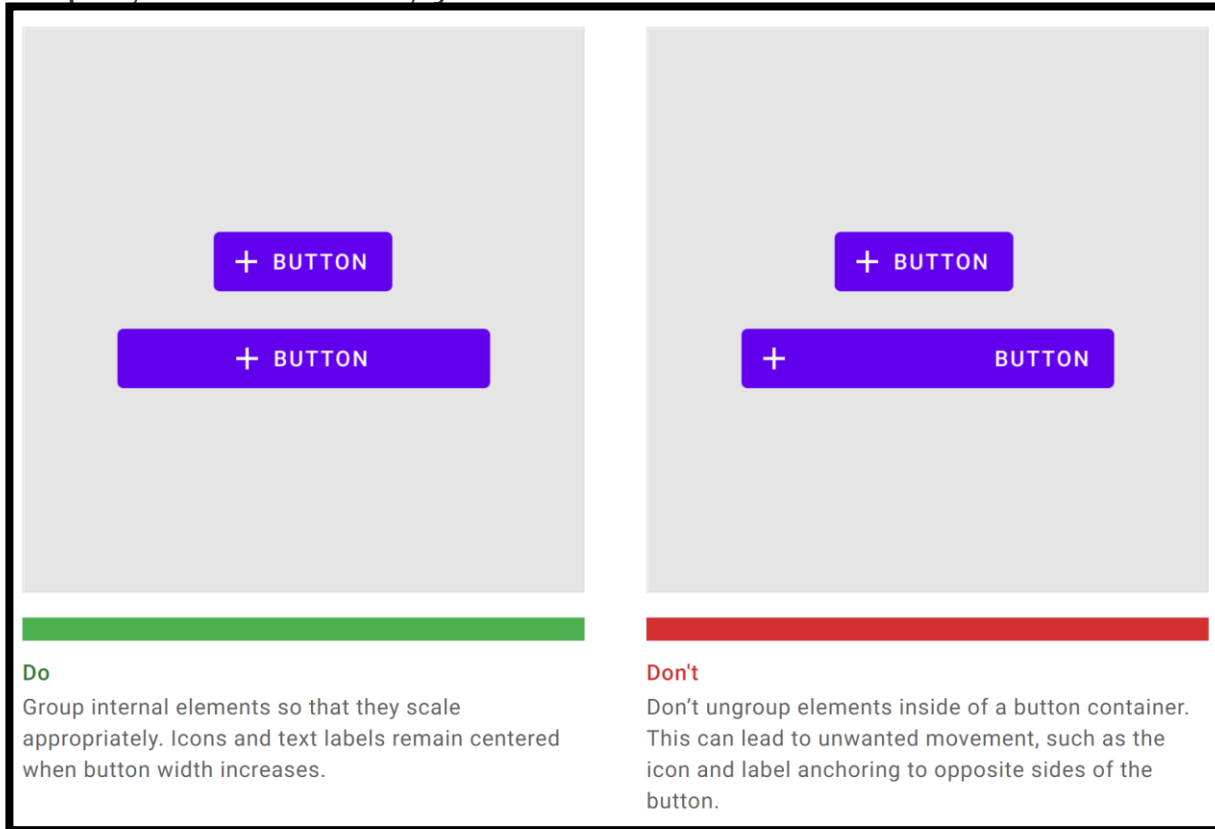 + BUTTON
+ BUTTON
Do
Group internal elements so that they scale
appropriately. Icons and text labels remain centered
when button width increases.
+ BUTTON
+ BUTTON
Don't
Don’t ungroup elements inside of a button container.
This can lead to unwanted movement, such as the
icon and label anchoring to opposite sides of the
button.